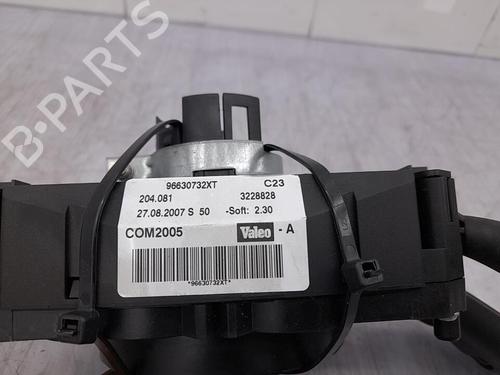 B-PARTS
96630732XT C23
204.081 3228828
27.08.2007 S 50 -Soft: 2.30
COM2005 Valeo - A
*96630732XT*